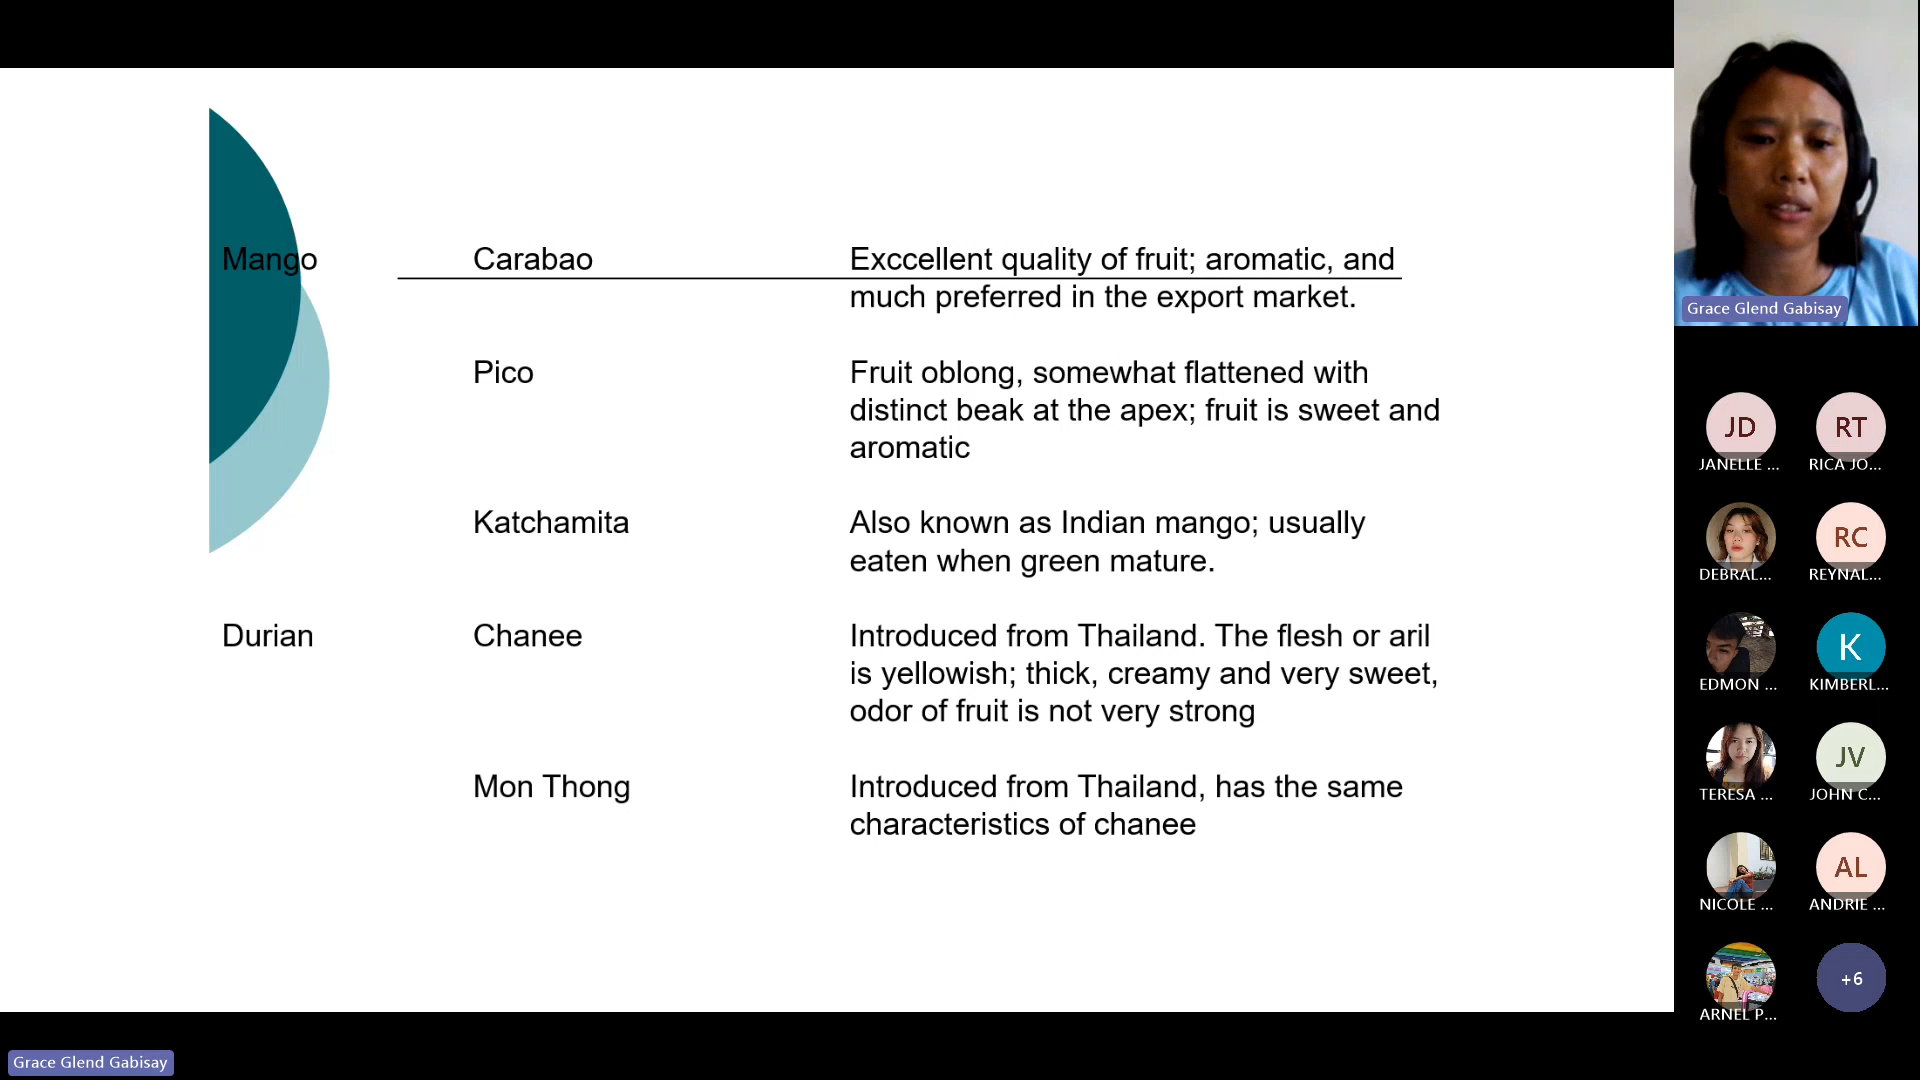 Mango Carabao Exccellent quality of fruit; aromatic, and
much preferred in the export market.
Pico Fruit oblong, somewhat flattened with
distinct beak at the apex; fruit is sweet and
aromatic
Katchamita Also known as Indian mango; usually
eaten when green mature.
Durian Chanee Introduced from Thailand. The flesh or aril
is yellowish; thick, creamy and very sweet,
odor of fruit is not very strong
Mon Thong Introduced from Thailand, has the same
characteristics of chanee
Grace Glend Gabisay
JD RT
JANELLE ... RICA JO...
RC
DEBRAL... REYNAL...
K
EDMON ... KIMBERL...
JV
TERESA ... JOHN C...
AL
NICOLE ... ANDRIE ...
+6
ARNEL P...
Grace Glend Gabisay